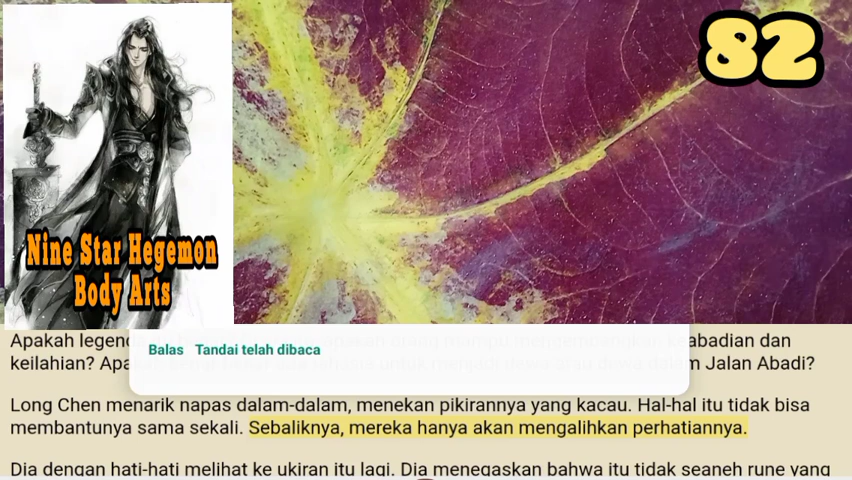 82
Nine Star Hegemon
Body Arts
Apakah legend
abadian dan
Balas Tandai telah dibaca
keilahian? Apa
m Jalan Abadi?
Long Chen menarik napas dalam-dalam, menekan pikirannya yang kacau. Hal-hal itu tidak bisa
membantunya sama sekali. Sebaliknya, mereka hanya akan mengalihkan perhatiannya.
Dia dengan hati-hati melihat ke ukiran itu lagi. Dia menegaskan bahwa itu tidak seaneh rune yang